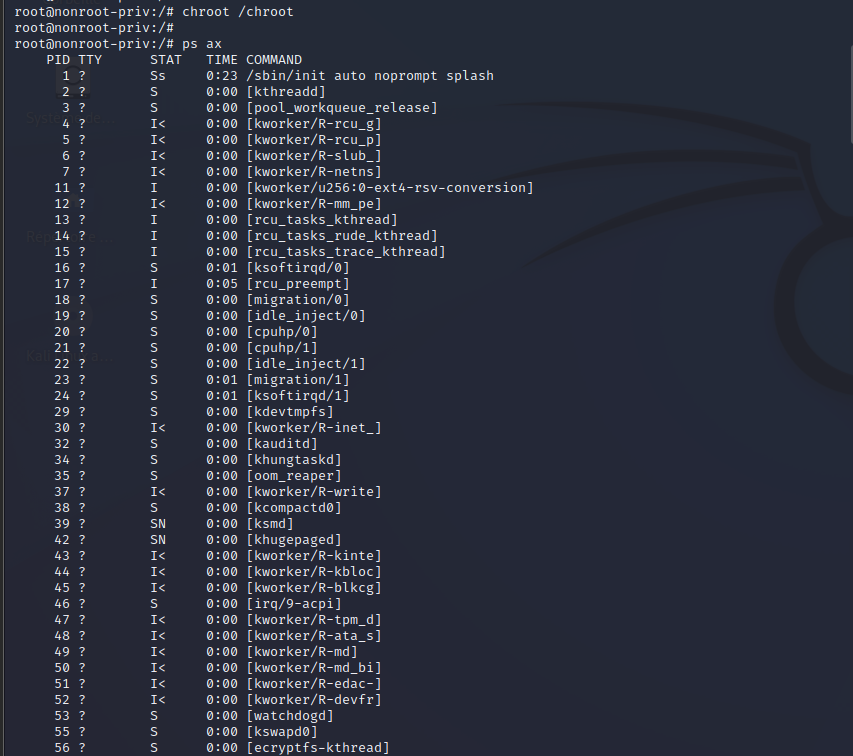 root@nonroot-priv:/# chroot /chroot
root@nonroot-priv:/#
root@nonroot-priv:/# ps ax
PID TTY STAT TIME COMMAND
1 ? Ss 0:23 /sbin/init auto noprompt splash
2 ? S 0:00 [kthreadd]
3 ? S 0:00 [pool_workqueue_release]
4 ? I< 0:00 [kworker/R-rcu_g]
5 ? I< 0:00 [kworker/R-rcu_p]
6 ? I< 0:00 [kworker/R-slub_]
7 ? I< 0:00 [kworker/R-netns]
11 ? I 0:00 [kworker/u256:0-ext4-rsv-conversion]
12 ? I< 0:00 [kworker/R-mm_pe]
13 ? I 0:00 [rcu_tasks_kthread]
14 ? I 0:00 [rcu_tasks_rude_kthread]
15 ? I 0:00 [rcu_tasks_trace_kthread]
16 ? S 0:01 [ksoftirqd/0]
17 ? I 0:05 [rcu_preempt]
18 ? S 0:00 [migration/0]
19 ? S 0:00 [idle_inject/0]
20 ? S 0:00 [cpuhp/0]
21 ? S 0:00 [cpuhp/1]
22 ? S 0:00 [idle_inject/1]
23 ? S 0:01 [migration/1]
24 ? S 0:01 [ksoftirqd/1]
29 ? S 0:00 [kdevtmpfs]
30 ? I< 0:00 [kworker/R-inet_]
32 ? S 0:00 [kauditd]
34 ? S 0:00 [khungtaskd]
35 ? S 0:00 [oom_reaper]
37 ? I< 0:00 [kworker/R-write]
38 ? S 0:00 [kcompactd0]
39 ? SN 0:00 [ksmd]
42 ? SN 0:00 [khugepaged]
43 ? I< 0:00 [kworker/R-kinte]
44 ? I< 0:00 [kworker/R-kbloc]
45 ? I< 0:00 [kworker/R-blkcg]
46 ? S 0:00 [irq/9-acpi]
47 ? I< 0:00 [kworker/R-tpm_d]
48 ? I< 0:00 [kworker/R-ata_s]
49 ? I< 0:00 [kworker/R-md]
50 ? I< 0:00 [kworker/R-md_bi]
51 ? I< 0:00 [kworker/R-edac-]
52 ? I< 0:00 [kworker/R-devfr]
53 ? S 0:00 [watchdogd]
55 ? S 0:00 [kswapd0]
56 ? S 0:00 [ecryptfs-kthread]